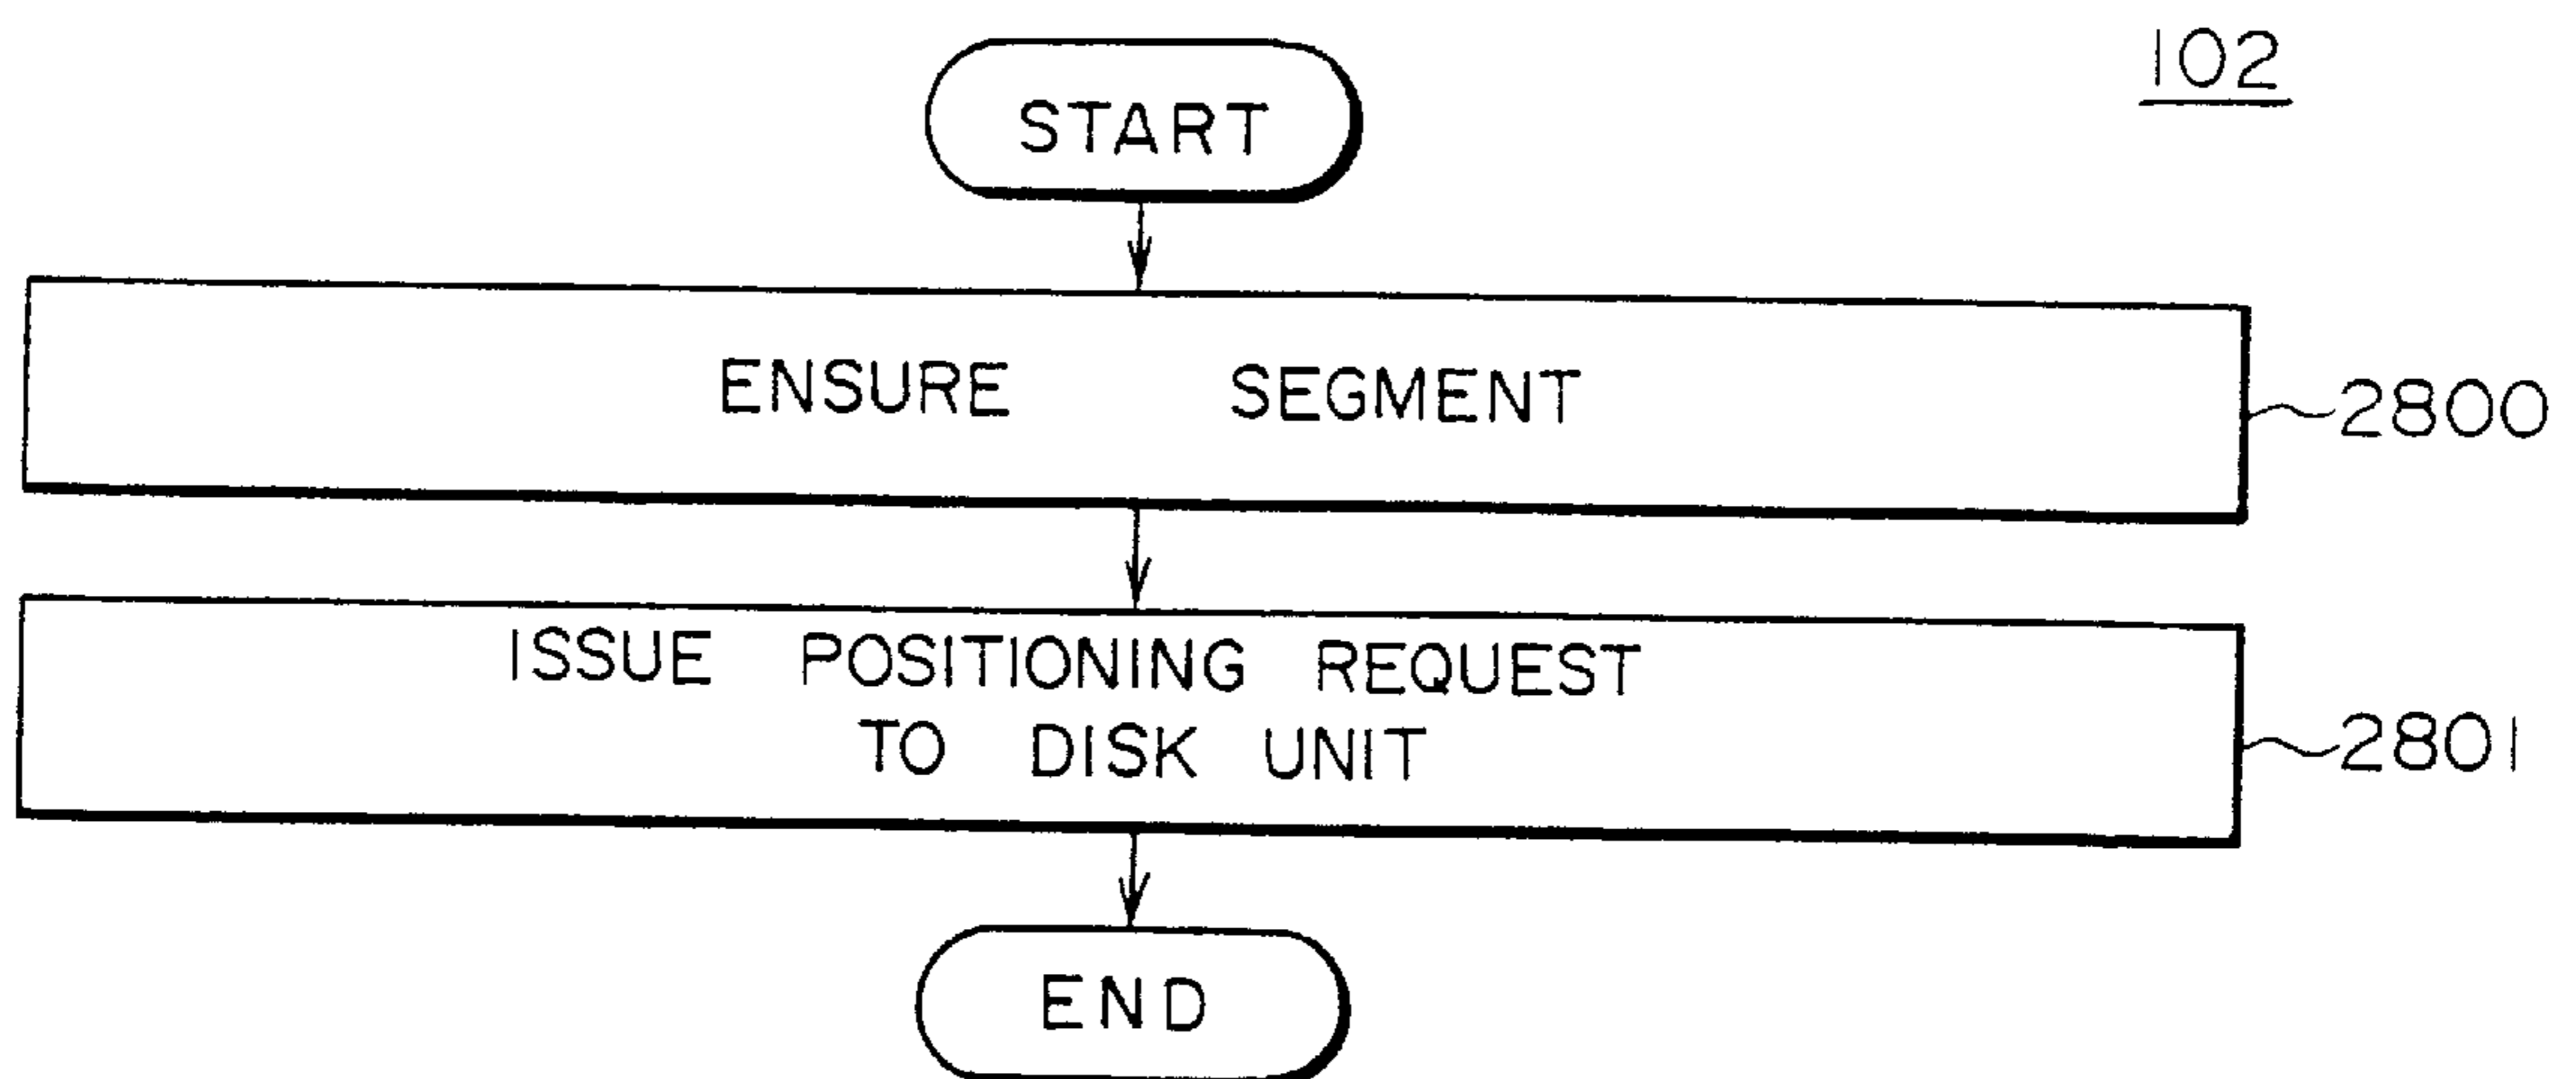 102
START
ENSURE SEGMENT
2800
ISSUE POSITIONING REQUEST
TO DISK UNIT
2801
END